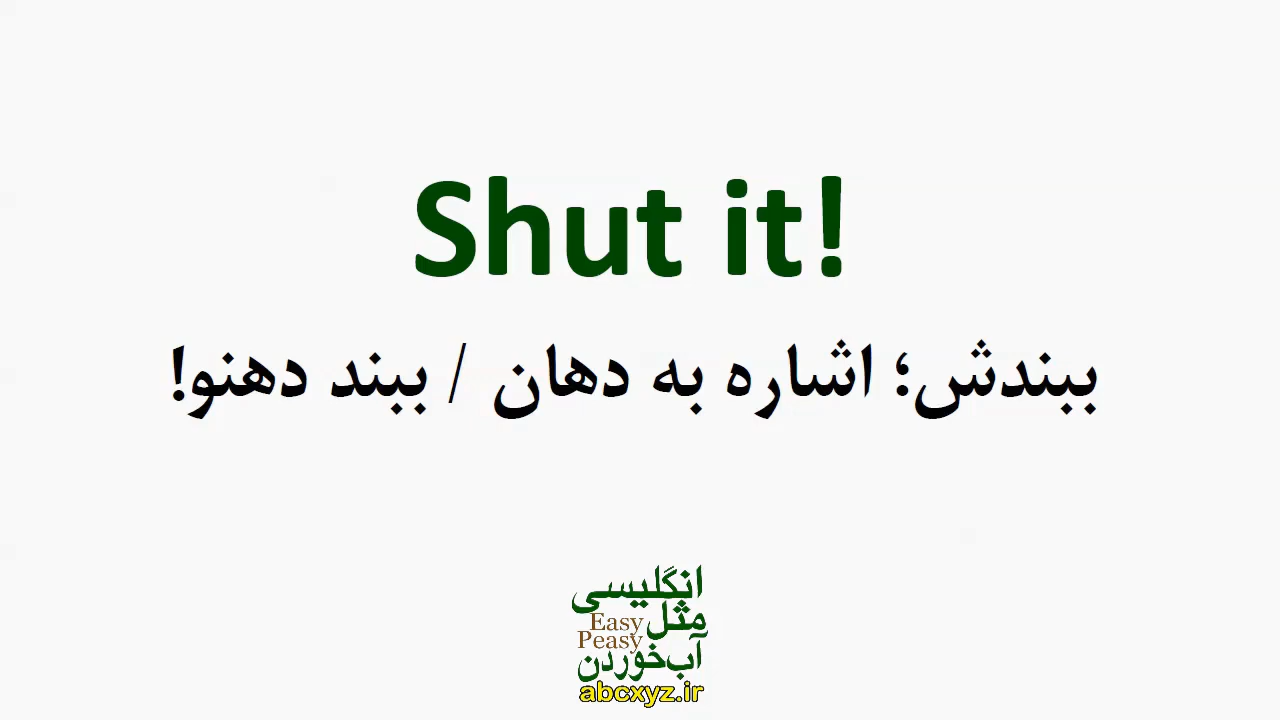 Shut it!
ببندش؛ اشاره به دهان / ببند دهنو!
انگلیسی
مثل Easy
Peasy
آب‌خوردن
abcxyz.ir